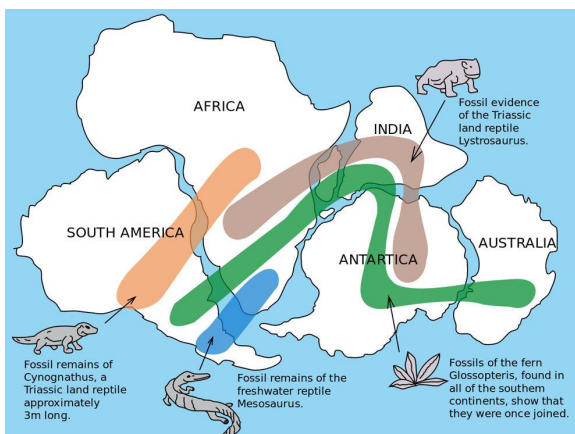 AFRICA
INDIA
Fossil evidence
of the Triassic
land reptile
Lystrosaurus.
SOUTH AMERICA
ANTARTICA
AUSTRALIA
Fossil remains of
Cynognathus, a
Triassic land reptile
approximately
3m long.
Fossil remains of the
freshwater reptile
Mesosaurus.
Fossils of the fern
Glossopteris, found in
all of the southem
continents, show that
they were once joined.